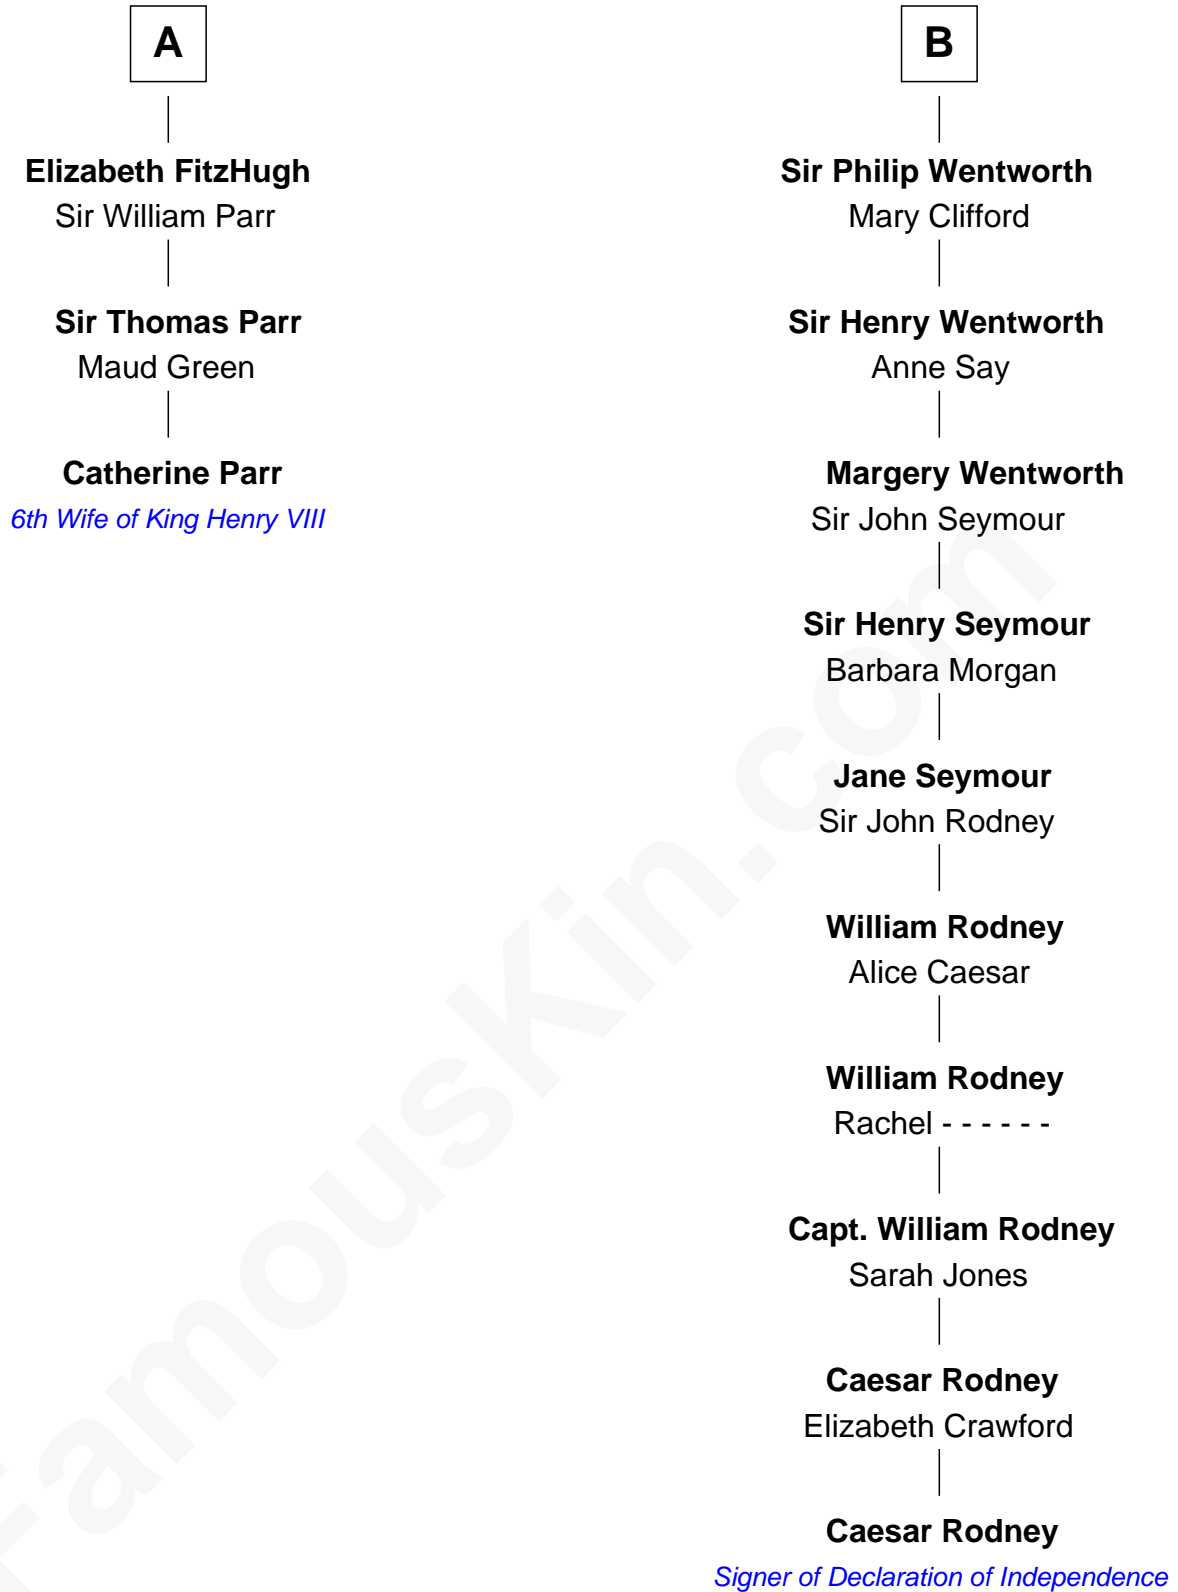 A
Elizabeth FitzHugh
Sir William Parr
Sir Thomas Parr
Maud Green
Catherine Parr
6th Wife of King Henry VIII
B
Sir Philip Wentworth
Mary Clifford
Sir Henry Wentworth
Anne Say
Margery Wentworth
Sir John Seymour
Sir Henry Seymour
Barbara Morgan
Jane Seymour
Sir John Rodney
William Rodney
Alice Caesar
William Rodney
Rachel - - - - - -
Capt. William Rodney
Sarah Jones
Caesar Rodney
Elizabeth Crawford
Caesar Rodney
Signer of Declaration of Independence
FamousKin.com